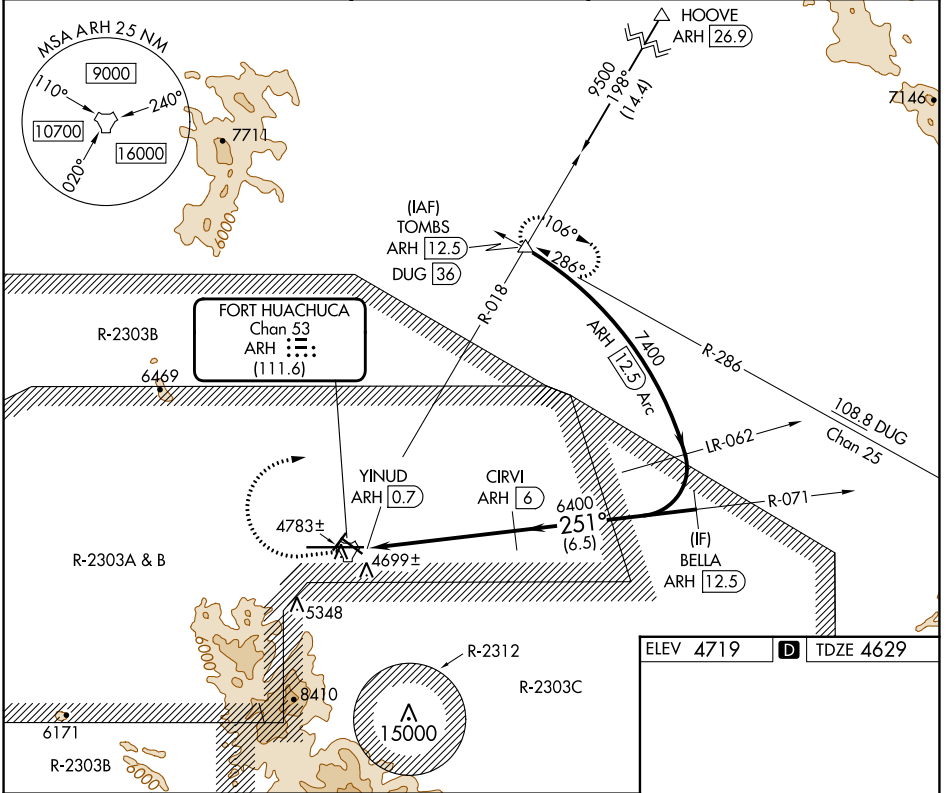 MSA ARH 25 NM
9000
110°
240°
10700
16000
020°
7711
6000
HOOVE
ARH 26.9
9500
198°
(14.4)
7146
(IAF)
TOMBS
ARH 12.5
DUG 36
106°
286°
R-018
7400
ARH 12.5 Arc
R-286
108.8 DUG
Chan 25
FORT HUACHUCA
Chan 53
ARH
(111.6)
R-2303B
6469
LR-062
R-071
YINUD
ARH 0.7
CIRVI
ARH 6
6400
251°
(6.5)
(IF)
BELLA
ARH 12.5
4783±
4699±
R-2303A & B
5348
6000
8410
R-2312
R-2303C
15000
6171
R-2303B
6000
ELEV 4719 D TDZE 4629